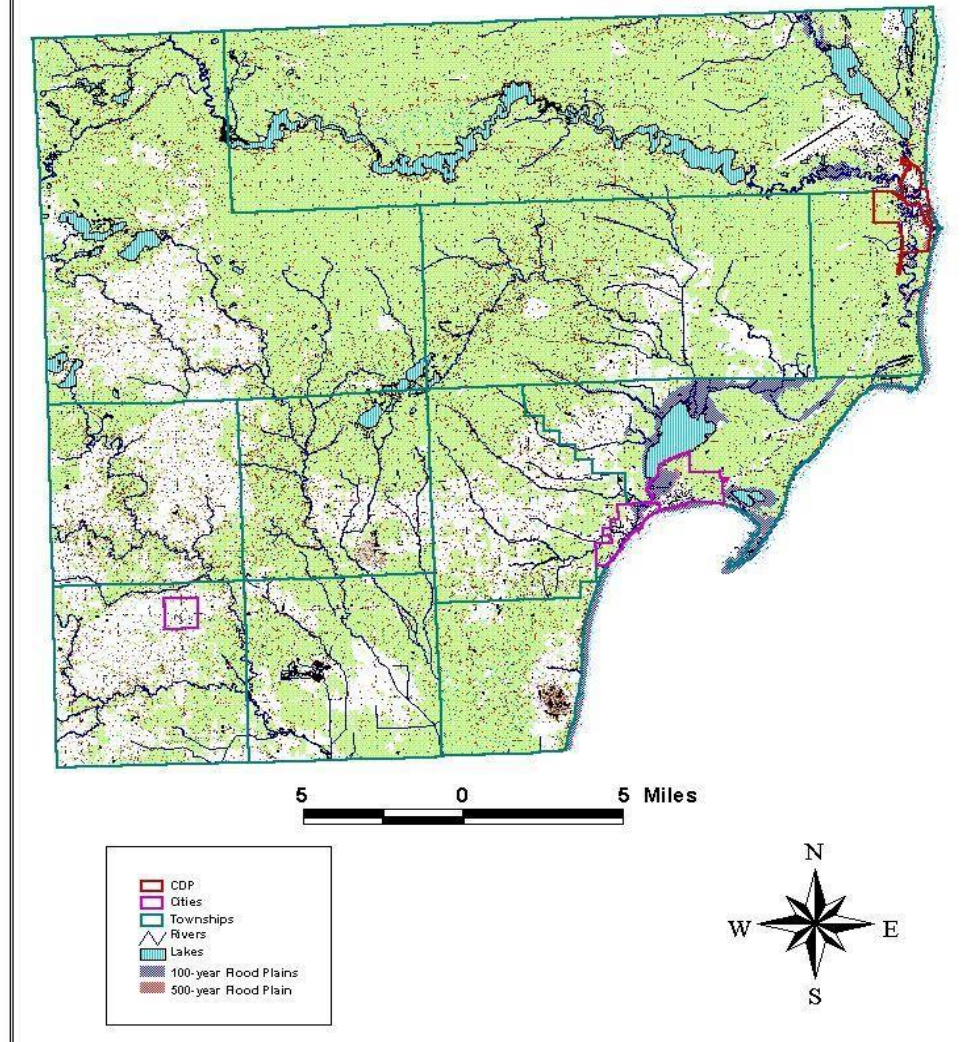 5 0 5 Miles
CDP
Cities
Townships
Rivers
Lakes
100-year Flood Plains
500-year Flood Plain
N
W E
S